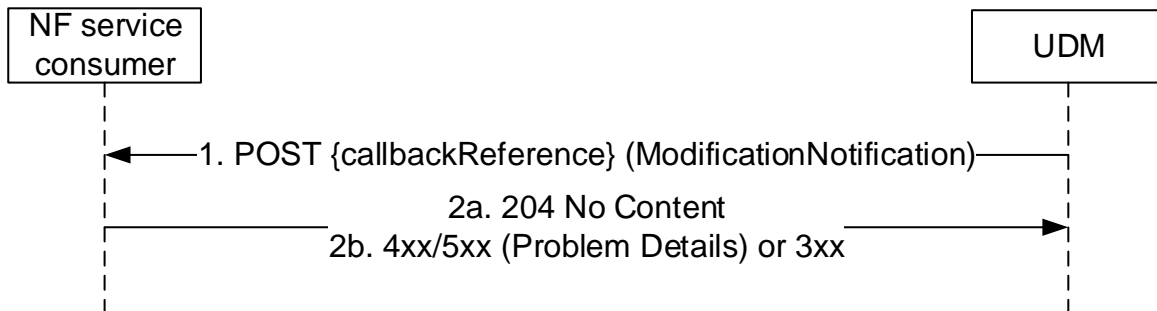 NF service
consumer
UDM
1. POST {callbackReference} (ModificationNotification)
2a. 204 No Content
2b. 4xx/5xx (Problem Details) or 3xx